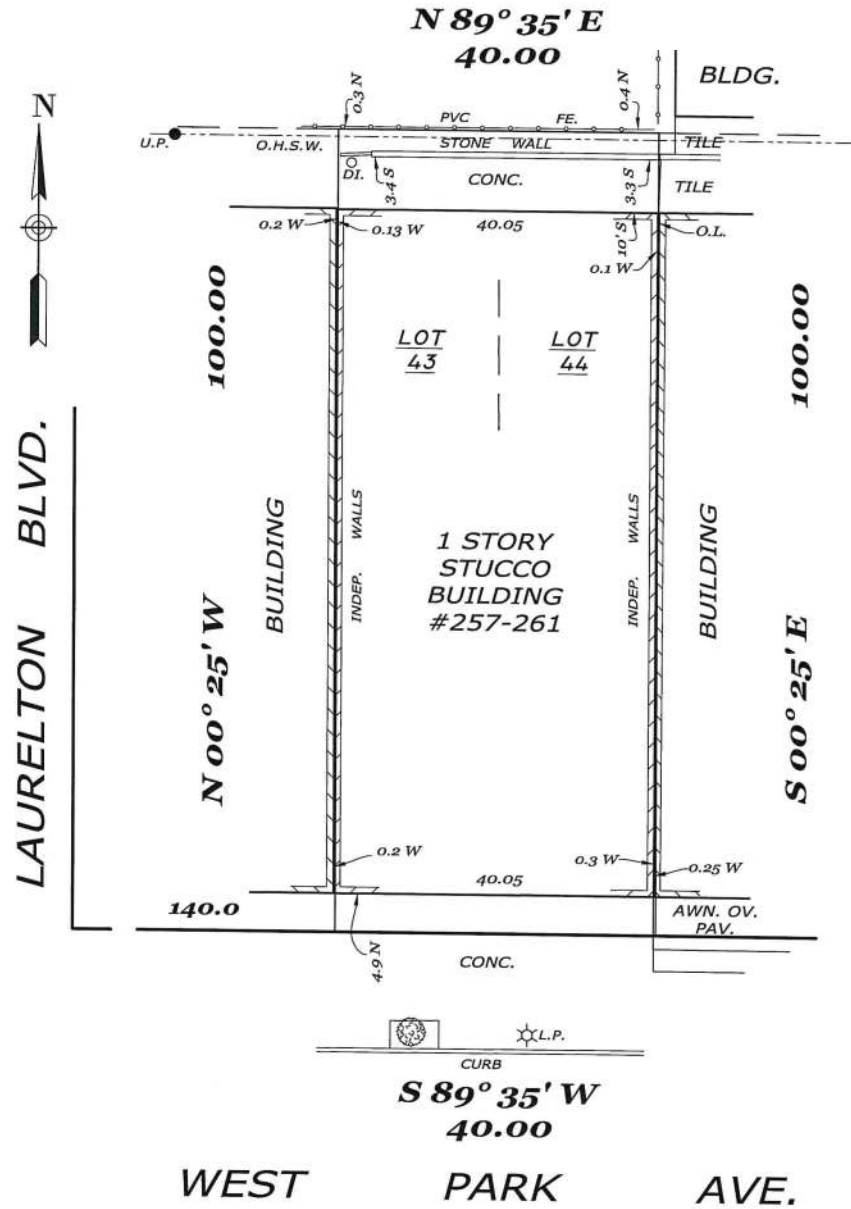 N 89° 35' E
40.00
BLDG.
N
0.3 N
0.4 N
PVC
FE.
U.P.
O.H.S.W.
STONE WALL
TILE
DI.
3.4 S
CONC.
3.3 S
TILE
0.2 W
0.13 W
40.05
10' S
O.L.
0.1 W
100.00
100.00
LOT
43
LOT
44
LAURELTON BLVD.
N 00° 25' W
BUILDING
INDEP. WALLS
1 STORY
STUCCO
BUILDING
#257-261
INDEP. WALLS
BUILDING
S 00° 25' E
0.2 W
0.3 W
0.25 W
40.05
140.0
AWN. OV.
PAV.
4.9 N
CONC.
L.P.
CURB
S 89° 35' W
40.00
WEST PARK AVE.